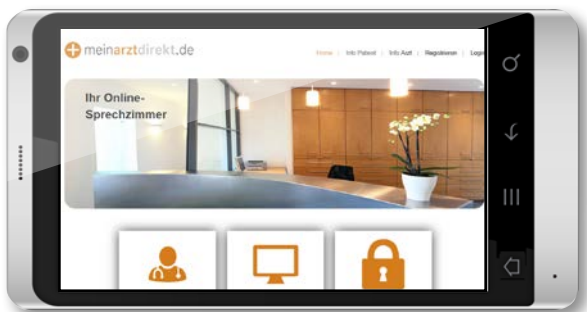 meinarztdirekt.de
Home | Info Patient | Info Arzt | Registrieren | Login
Ihr Online-
Sprechzimmer